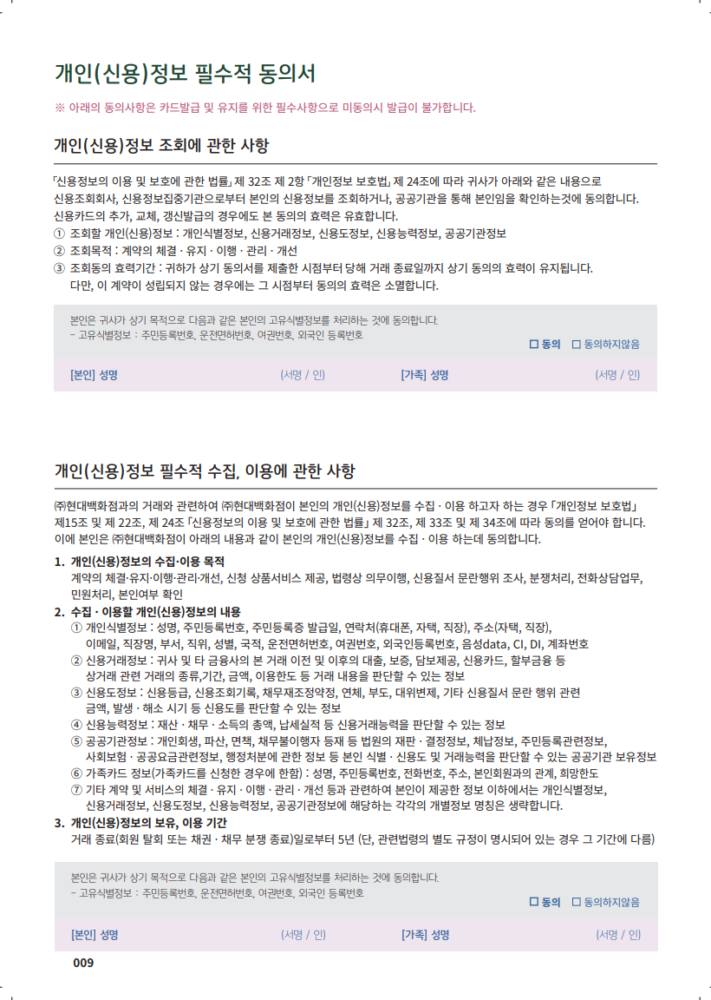 개인(신용)정보 필수적 동의서
※ 아래의 동의사항은 카드발급 및 유지를 위한 필수사항으로 미동의시 발급이 불가합니다.
개인(신용)정보 조회에 관한 사항
「신용정보의 이용 및 보호에 관한 법률」 제 32조 제 2항 「개인정보 보호법」 제 24조에 따라 귀사가 아래와 같은 내용으로
신용조회회사, 신용정보집중기관으로부터 본인의 신용정보를 조회하거나, 공공기관을 통해 본인임을 확인하는것에 동의합니다.
신용카드의 추가, 교체, 갱신발급의 경우에도 본 동의의 효력은 유효합니다.
① 조회할 개인(신용)정보 : 개인식별정보, 신용거래정보, 신용도정보, 신용능력정보, 공공기관정보
② 조회목적 : 계약의 체결 · 유지 · 이행 · 관리 · 개선
③ 조회동의 효력기간 : 귀하가 상기 동의서를 제출한 시점부터 당해 거래 종료일까지 상기 동의의 효력이 유지됩니다.
다만, 이 계약이 성립되지 않는 경우에는 그 시점부터 동의의 효력은 소멸합니다.
본인은 귀사가 상기 목적으로 다음과 같은 본인의 고유식별정보를 처리하는 것에 동의합니다.
- 고유식별정보 : 주민등록번호, 운전면허번호, 여권번호, 외국인 등록번호
□ 동의 □ 동의하지않음
[본인] 성명 (서명 / 인) [가족] 성명 (서명 / 인)
개인(신용)정보 필수적 수집, 이용에 관한 사항
㈜현대백화점과의 거래와 관련하여 ㈜현대백화점이 본인의 개인(신용)정보를 수집 · 이용 하고자 하는 경우 「개인정보 보호법」
제15조 및 제 22조, 제 24조 「신용정보의 이용 및 보호에 관한 법률」 제 32조, 제 33조 및 제 34조에 따라 동의를 얻어야 합니다.
이에 본인은 ㈜현대백화점이 아래의 내용과 같이 본인의 개인(신용)정보를 수집 · 이용 하는데 동의합니다.
1. 개인(신용)정보의 수집·이용 목적
계약의 체결·유지·이행·관리·개선, 신청 상품서비스 제공, 법령상 의무이행, 신용질서 문란행위 조사, 분쟁처리, 전화상담업무,
민원처리, 본인여부 확인
2. 수집 · 이용할 개인(신용)정보의 내용
① 개인식별정보 : 성명, 주민등록번호, 주민등록증 발급일, 연락처(휴대폰, 자택, 직장), 주소(자택, 직장),
이메일, 직장명, 부서, 직위, 성별, 국적, 운전면허번호, 여권번호, 외국인등록번호, 음성data, CI, DI, 계좌번호
② 신용거래정보 : 귀사 및 타 금융사의 본 거래 이전 및 이후의 대출, 보증, 담보제공, 신용카드, 할부금융 등
상거래 관련 거래의 종류,기간, 금액, 이용한도 등 거래 내용을 판단할 수 있는 정보
③ 신용도정보 : 신용등급, 신용조회기록, 채무재조정약정, 연체, 부도, 대위변제, 기타 신용질서 문란 행위 관련
금액, 발생 · 해소 시기 등 신용도를 판단할 수 있는 정보
④ 신용능력정보 : 재산 · 채무 · 소득의 총액, 납세실적 등 신용거래능력을 판단할 수 있는 정보
⑤ 공공기관정보 : 개인회생, 파산, 면책, 채무불이행자 등재 등 법원의 재판 · 결정정보, 체납정보, 주민등록관련정보,
사회보험 · 공공요금관련정보, 행정처분에 관한 정보 등 본인 식별 · 신용도 및 거래능력을 판단할 수 있는 공공기관 보유정보
⑥ 가족카드 정보(가족카드를 신청한 경우에 한함) : 성명, 주민등록번호, 전화번호, 주소, 본인회원과의 관계, 희망한도
⑦ 기타 계약 및 서비스의 체결 · 유지 · 이행 · 관리 · 개선 등과 관련하여 본인이 제공한 정보 이하에서는 개인식별정보,
신용거래정보, 신용도정보, 신용능력정보, 공공기관정보에 해당하는 각각의 개별정보 명칭은 생략합니다.
3. 개인(신용)정보의 보유, 이용 기간
거래 종료(회원 탈회 또는 채권 · 채무 분쟁 종료)일로부터 5년 (단, 관련법령의 별도 규정이 명시되어 있는 경우 그 기간에 다름)
본인은 귀사가 상기 목적으로 다음과 같은 본인의 고유식별정보를 처리하는 것에 동의합니다.
- 고유식별정보 : 주민등록번호, 운전면허번호, 여권번호, 외국인 등록번호
□ 동의 □ 동의하지않음
[본인] 성명 (서명 / 인) [가족] 성명 (서명 / 인)
009